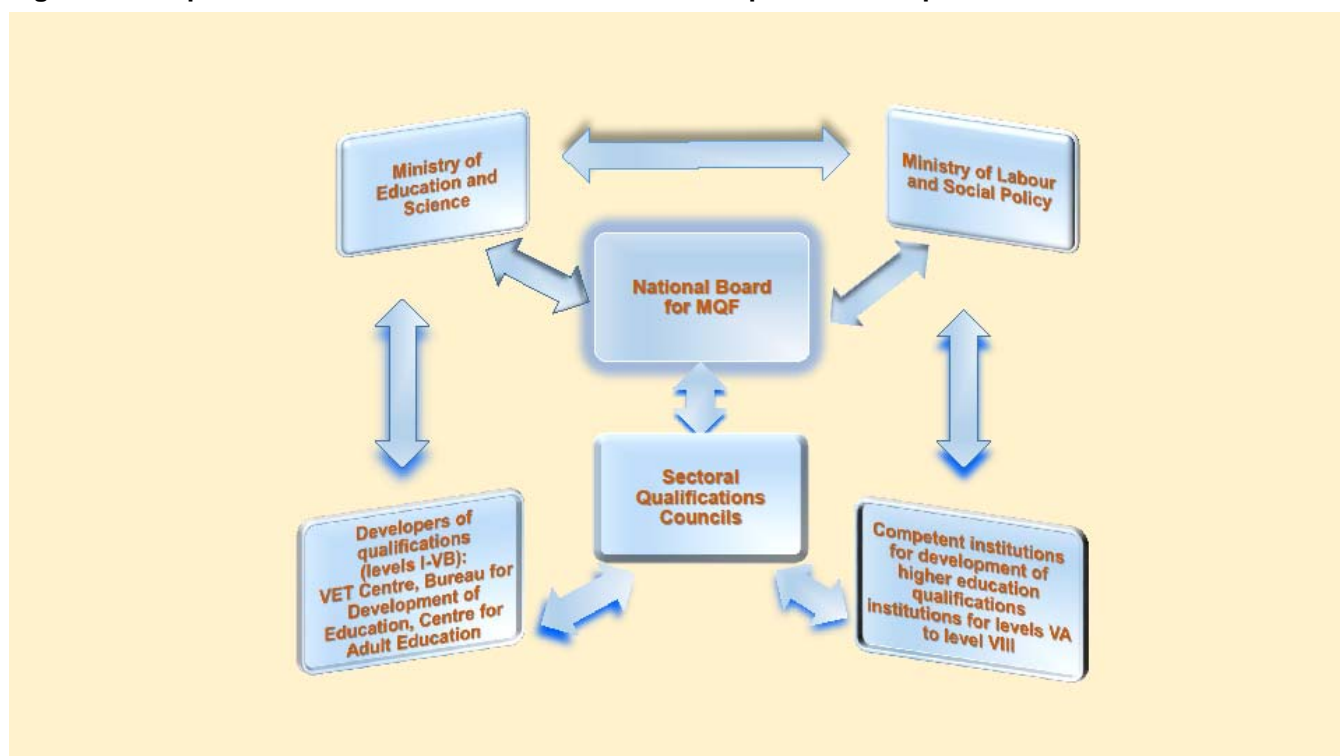 Ministry of
Education and
Science
Ministry of Labour
and Social Policy
National Board
for MQF
Sectoral
Qualifications
Councils
Developers of
qualifications
(levels I-VB):
VET Centre, Bureau for
Development of
Education, Centre for
Adult Education
Competent institutions
for development of
higher education
qualifications
institutions for levels VA
to level VIII